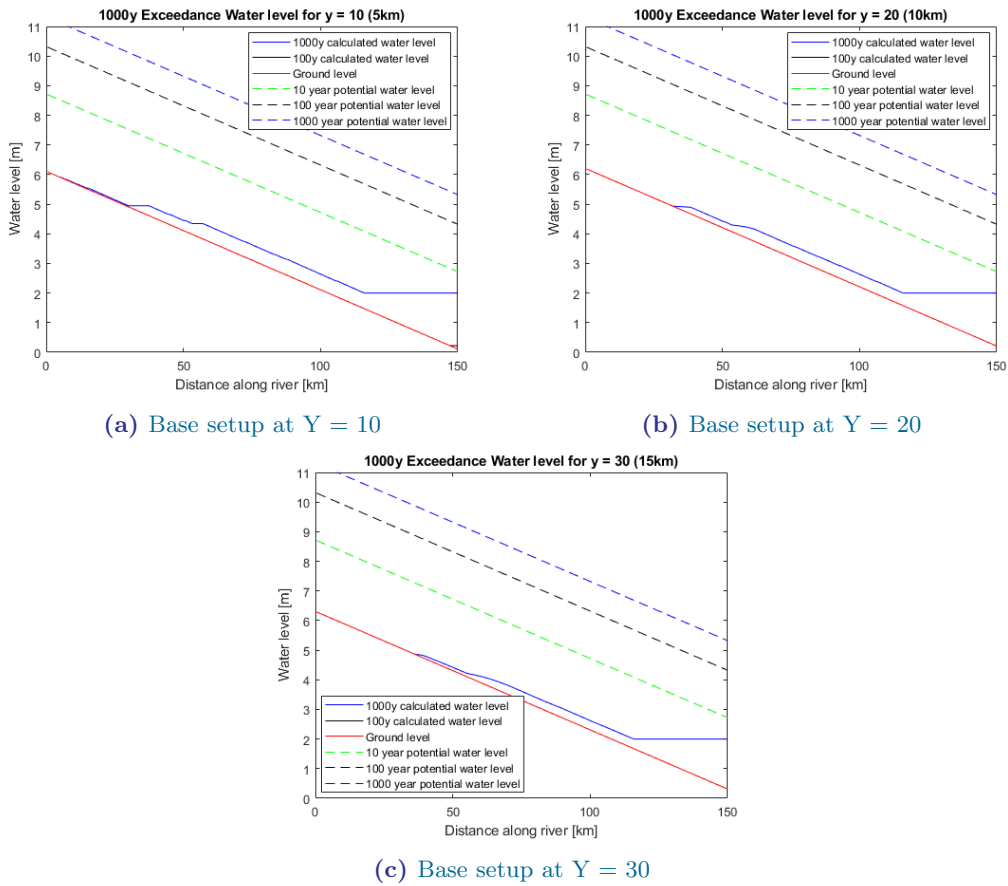 1000y Exceedance Water level for y = 10 (5km)
11
10
9
8
7
6
5
4
3
2
1
0
Water level [m]
1000y calculated water level
100y calculated water level
Ground level
10 year potential water level
100 year potential water level
1000 year potential water level
0 50 100 150
Distance along river [km]
(a) Base setup at Y = 10
1000y Exceedance Water level for y = 20 (10km)
11
10
9
8
7
6
5
4
3
2
1
0
Water level [m]
1000y calculated water level
100y calculated water level
Ground level
10 year potential water level
100 year potential water level
1000 year potential water level
0 50 100 150
Distance along river [km]
(b) Base setup at Y = 20
1000y Exceedance Water level for y = 30 (15km)
11
10
9
8
7
6
5
4
3
2
1
0
Water level [m]
1000y calculated water level
100y calculated water level
Ground level
10 year potential water level
100 year potential water level
1000 year potential water level
0 50 100 150
Distance along river [km]
(c) Base setup at Y = 30